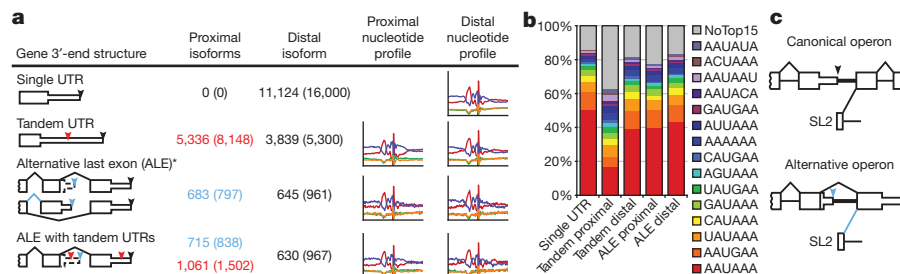 a
Gene 3′-end structure
Proximal isoforms
Distal isoform
Proximal nucleotide profile
Distal nucleotide profile
Single UTR
0 (0)
11,124 (16,000)
Tandem UTR
5,336 (8,148)
3,839 (5,300)
Alternative last exon (ALE)*
683 (797)
645 (961)
ALE with tandem UTRs
715 (838)
1,061 (1,502)
630 (967)
b
100%
80%
60%
40%
20%
0%
Single UTR
Tandem proximal
Tandem distal
ALE proximal
ALE distal
NoTop15
AAUAUA
ACUAAA
AAUAAU
AAUACA
GAUGAA
AUUAAA
AAAAAA
CAUGAA
AGUAAA
UAUGAA
GAUAAA
CAUAAA
UAUAAA
AAUGAA
AAUAAA
c
Canonical operon
SL2
Alternative operon
SL2